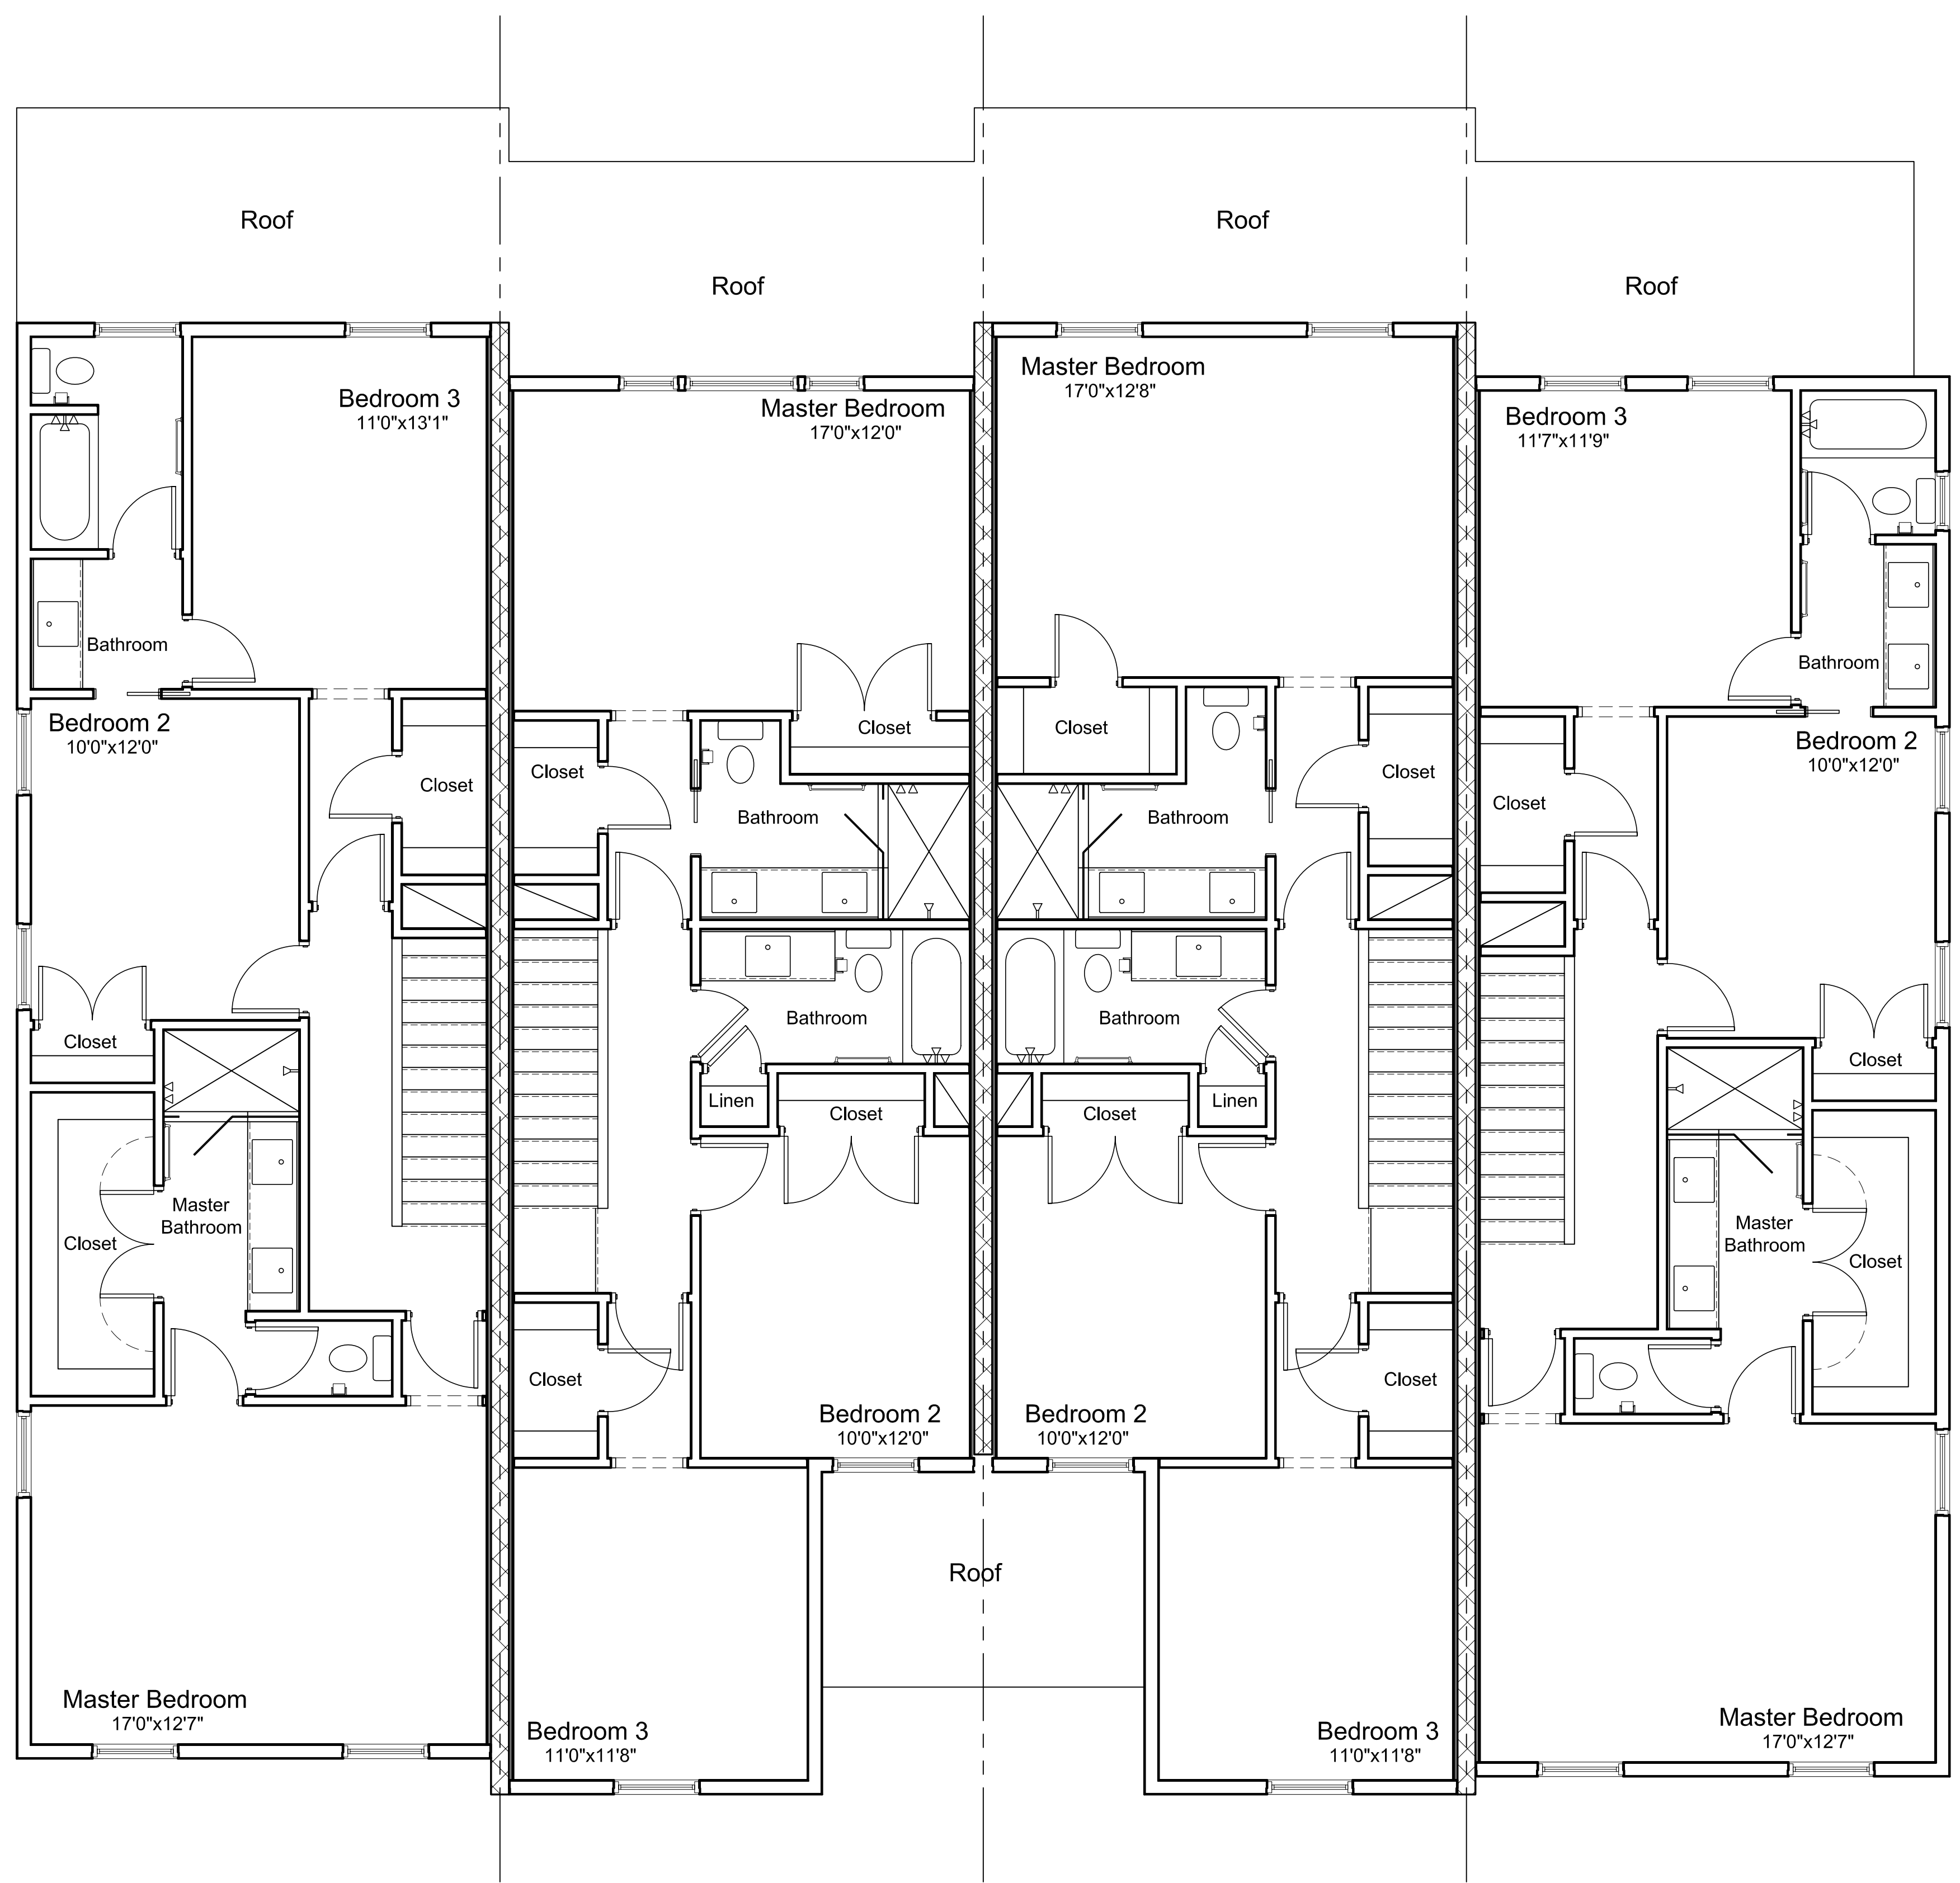 Roof
Roof
Roof
Roof
Bedroom 3
11'0"x13'1"
Master Bedroom
17'0"x12'0"
Master Bedroom
17'0"x12'8"
Bedroom 3
11'7"x11'9"
Bathroom
Bathroom
Bedroom 2
10'0"x12'0"
Closet
Closet
Bedroom 2
10'0"x12'0"
Closet
Closet
Closet
Closet
Bathroom
Bathroom
Closet
Bathroom
Bathroom
Closet
Linen
Closet
Closet
Linen
Closet
Master
Bathroom
Closet
Master
Bathroom
Closet
Closet
Closet
Bedroom 2
10'0"x12'0"
Bedroom 2
10'0"x12'0"
Roof
Master Bedroom
17'0"x12'7"
Bedroom 3
11'0"x11'8"
Bedroom 3
11'0"x11'8"
Master Bedroom
17'0"x12'7"